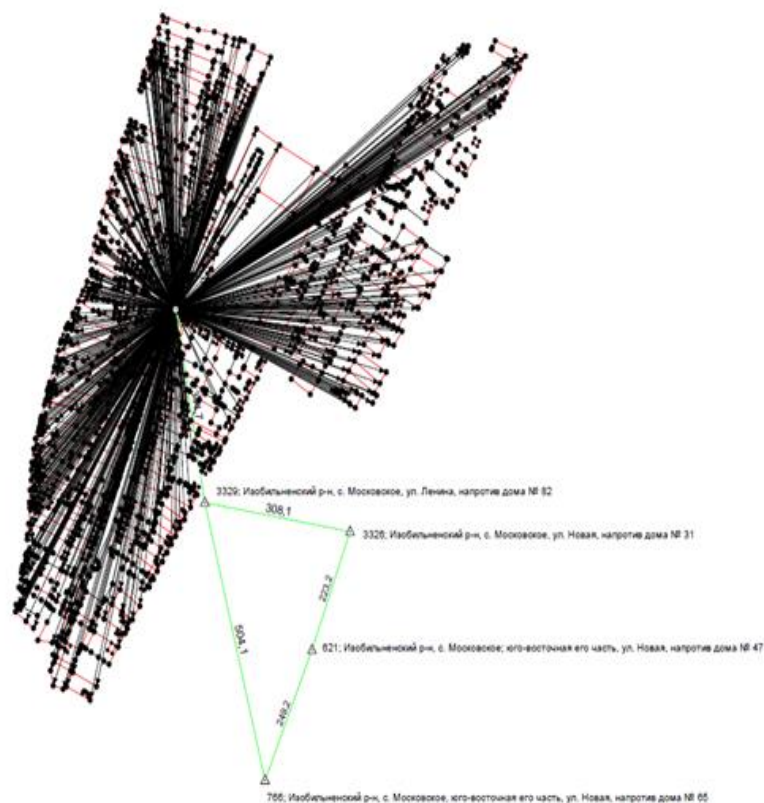 3329; Изобильненский р-н, с. Московское, ул. Ленина, напротив дома № 82
308,1
3326; Изобильненский р-н, с. Московское, ул. Новая, напротив дома № 31
223,2
504,1
621; Изобильненский р-н, с. Московское; юго-восточная его часть, ул. Новая, напротив дома № 47
249,2
766; Изобильненский р-н, с. Московское, юго-восточная его часть, ул. Новая, напротив дома № 65